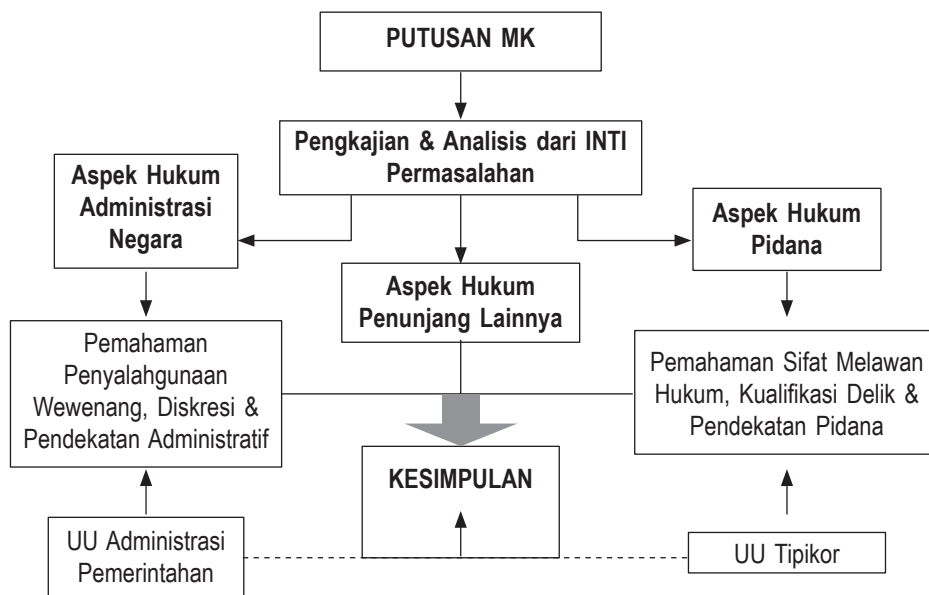 PUTUSAN MK
Pengkajian & Analisis dari INTI
Permasalahan
Aspek Hukum
Administrasi
Negara
Aspek Hukum
Penunjang Lainnya
Aspek Hukum
Pidana
Pemahaman
Penyalahgunaan
Wewenang, Diskresi &
Pendekatan Administratif
Pemahaman Sifat Melawan
Hukum, Kualifikasi Delik &
Pendekatan Pidana
KESIMPULAN
UU Administrasi
Pemerintahan
UU Tipikor